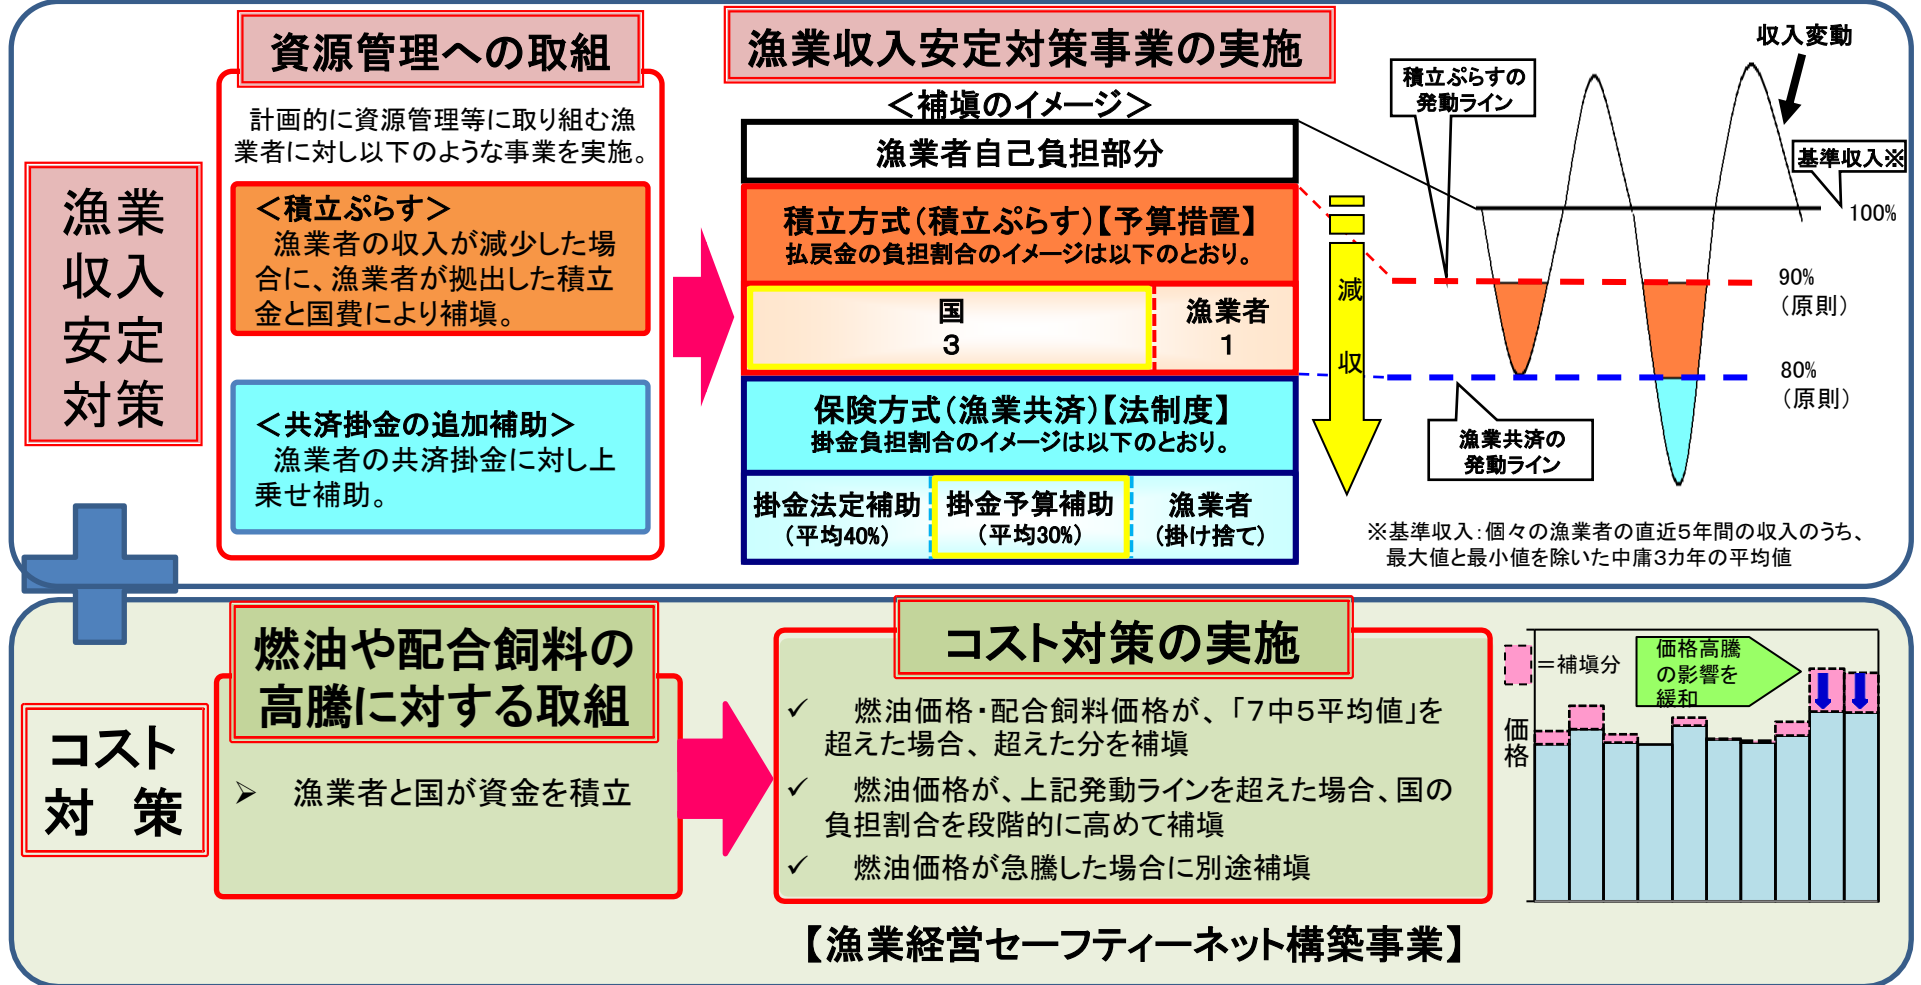 漁業
収入
安定
対策
資源管理への取組
計画的に資源管理等に取り組む漁
業者に対し以下のような事業を実施。
＜積立ぷらす＞
漁業者の収入が減少した場
合に、漁業者が拠出した積立
金と国費により補塡。
＜共済掛金の追加補助＞
漁業者の共済掛金に対し上
乗せ補助。
漁業収入安定対策事業の実施
＜補塡のイメージ＞
漁業者自己負担部分
積立方式（積立ぷらす）【予算措置】
払戻金の負担割合のイメージは以下のとおり。
国
3
漁業者
1
保険方式（漁業共済）【法制度】
掛金負担割合のイメージは以下のとおり。
掛金法定補助
（平均40%）
掛金予算補助
（平均30%）
漁業者
（掛け捨て）
減
収
積立ぷらすの
発動ライン
収入変動
基準収入※
100%
90%
（原則）
80%
（原則）
漁業共済の
発動ライン
※基準収入：個々の漁業者の直近5年間の収入のうち、
最大値と最小値を除いた中庸3カ年の平均値
コスト
対 策
燃油や配合飼料の
高騰に対する取組
➢ 漁業者と国が資金を積立
コスト対策の実施
✓ 燃油価格・配合飼料価格が、「7中5平均値」を
超えた場合、超えた分を補塡
✓ 燃油価格が、上記発動ラインを超えた場合、国の
負担割合を段階的に高めて補塡
✓ 燃油価格が急騰した場合に別途補塡
【漁業経営セーフティーネット構築事業】
＝補塡分
価格高騰
の影響を
緩和
価
格